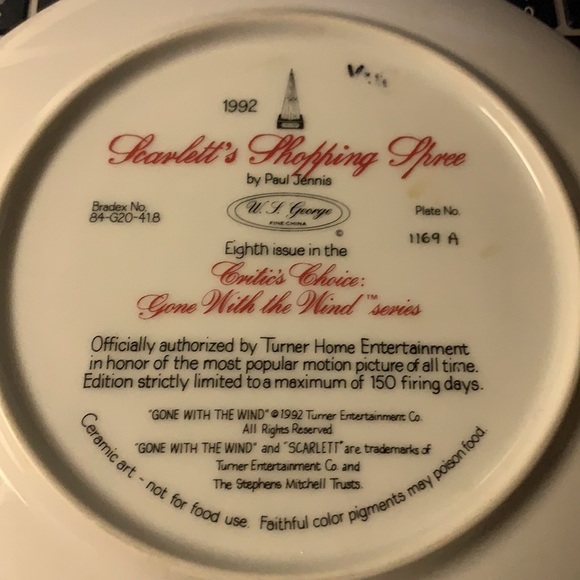 1992
Scarlett's Shopping Spree
by Paul Jennis
Bradex No.
84-G20-41.8
W. S. George
FINE CHINA
©
Plate No.
1169 A
Eighth issue in the
Critic's Choice:
Gone With the Wind™ series
Officially authorized by Turner Home Entertainment
in honor of the most popular motion picture of all time.
Edition strictly limited to a maximum of 150 firing days.
"GONE WITH THE WIND" © 1992 Turner Entertainment Co.
All Rights Reserved
"GONE WITH THE WIND" and "SCARLETT" are trademarks of
Turner Entertainment Co. and
The Stephens Mitchell Trusts.
Ceramic art - not for food use. Faithful color pigments may poison food.